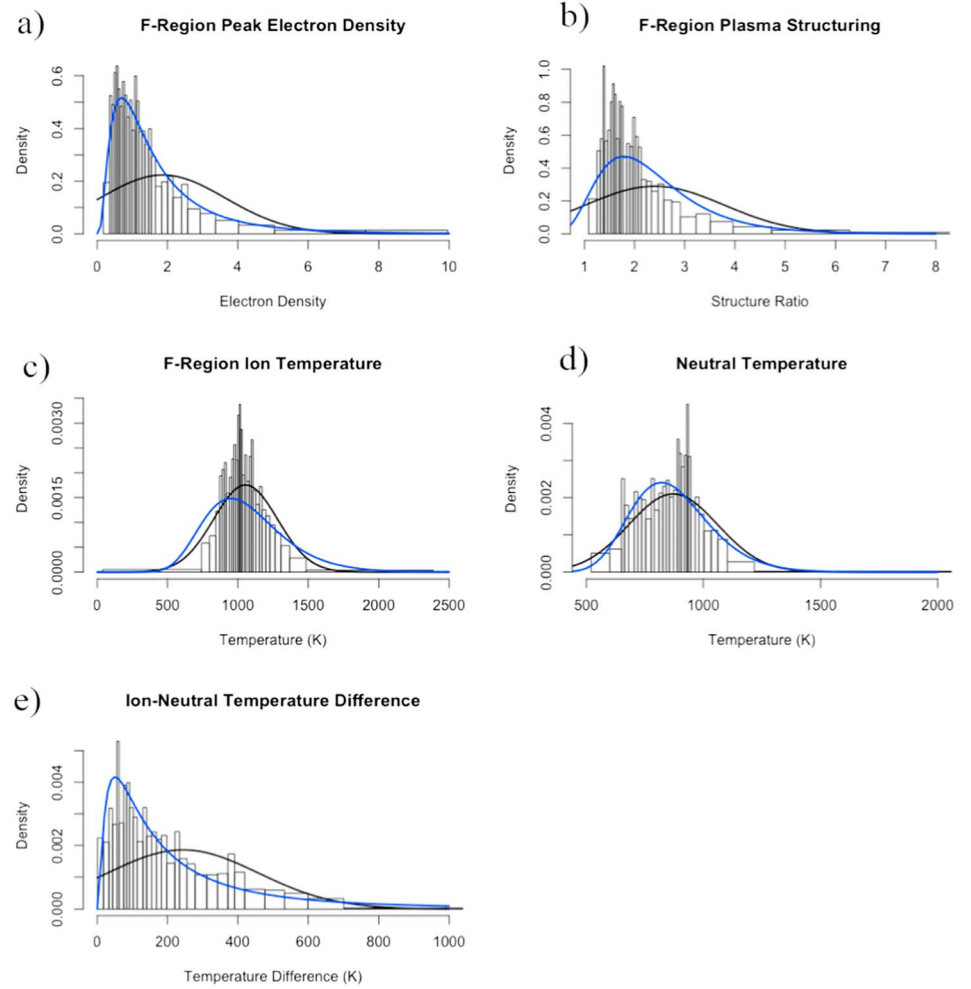 a)
F-Region Peak Electron Density
Density
0.0 0.2 0.4 0.6
0 2 4 6 8 10
Electron Density
b)
F-Region Plasma Structuring
Density
0.0 0.2 0.4 0.6 0.8 1.0
1 2 3 4 5 6 7 8
Structure Ratio
c)
F-Region Ion Temperature
Density
0.0000 0.0015 0.0030
0 500 1000 1500 2000 2500
Temperature (K)
d)
Neutral Temperature
Density
0.000 0.002 0.004
500 1000 1500 2000
Temperature (K)
e)
Ion-Neutral Temperature Difference
Density
0.000 0.002 0.004
0 200 400 600 800 1000
Temperature Difference (K)